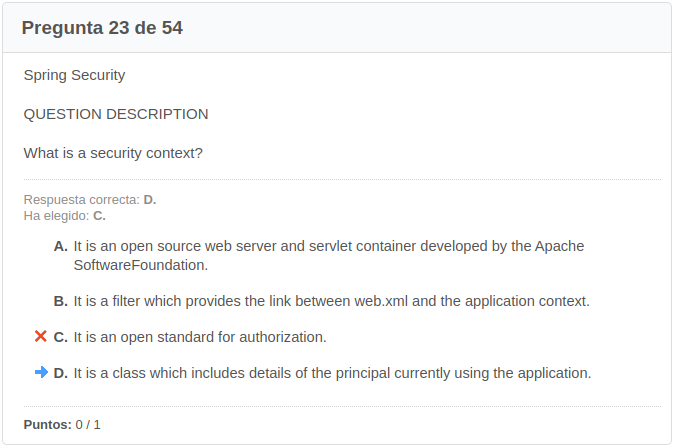 Pregunta 23 de 54
Spring Security
QUESTION DESCRIPTION
What is a security context?
Respuesta correcta: D.
Ha elegido: C.
A. It is an open source web server and servlet container developed by the Apache
SoftwareFoundation.
B. It is a filter which provides the link between web.xml and the application context.
C. It is an open standard for authorization.
D. It is a class which includes details of the principal currently using the application.
Puntos: 0 / 1